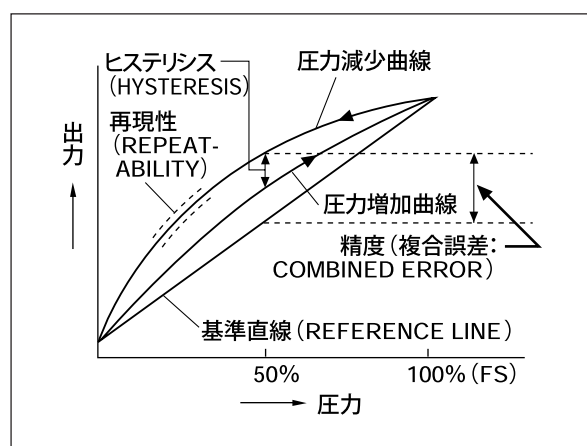 ヒステリシス
(HYSTERESIS)
圧力減少曲線
再現性
(REPEAT-
ABILITY)
出力
圧力増加曲線
精度(複合誤差:
COMBINED ERROR)
基準直線(REFERENCE LINE)
50%
100%(FS)
圧力